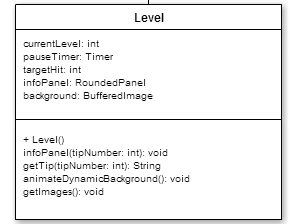 Level
currentLevel: int
pauseTimer: Timer
targetHit: int
infoPanel: RoundedPanel
background: BufferedImage
+ Level()
infoPanel(tipNumber: int): void
getTip(tipNumber: int): String
animateDynamicBackground(): void
getImages(): void